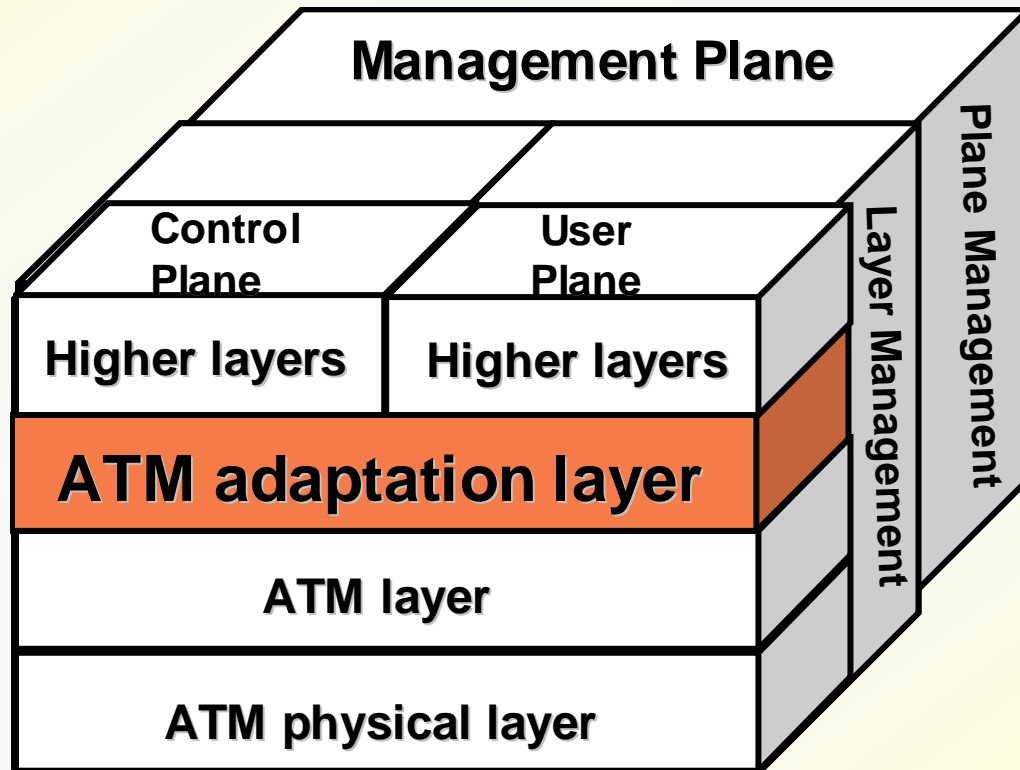 Management Plane
Plane Management
Control
Plane
User
Plane
Layer Management
Higher layers
Higher layers
ATM adaptation layer
ATM layer
ATM physical layer